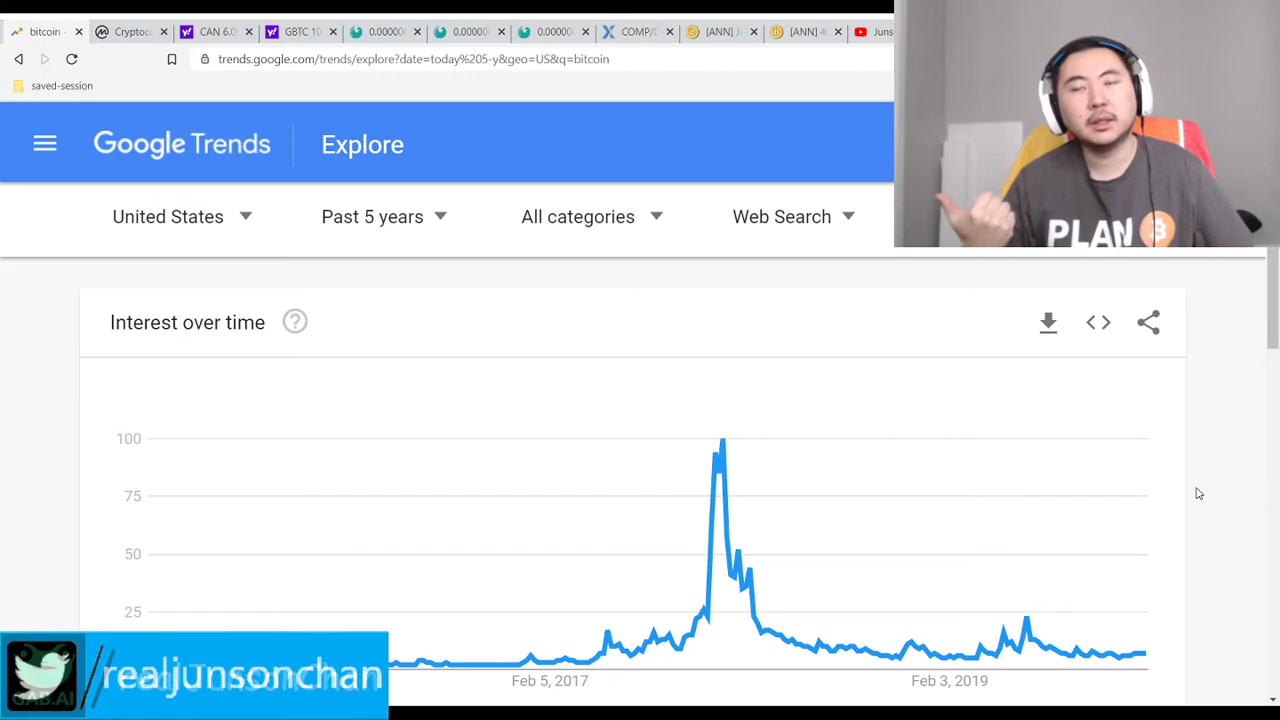 bitcoin
Cryptoc
CAN 6.0
GBTC 10
0.00000
0.00000
0.00000
COMP/C
[ANN] J
[ANN] 4
Juns
trends.google.com/trends/explore?date=today%205-y&geo=US&q=bitcoin
saved-session
Google Trends
Explore
United States
Past 5 years
All categories
Web Search
PLAN
Interest over time
100
75
50
25
/realjunsonchan
GAB.AI
Feb 5, 2017
Feb 3, 2019